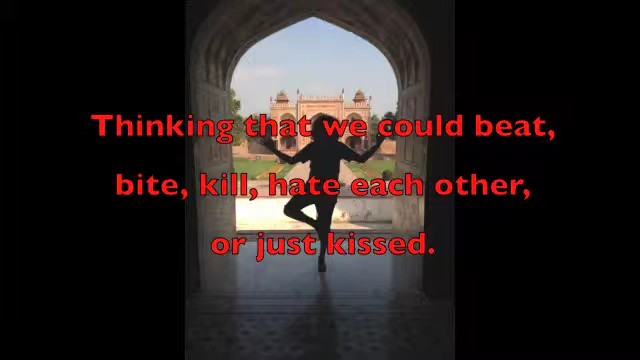 Thinking that we could beat,
bite, kill, hate each other,
or just kissed.